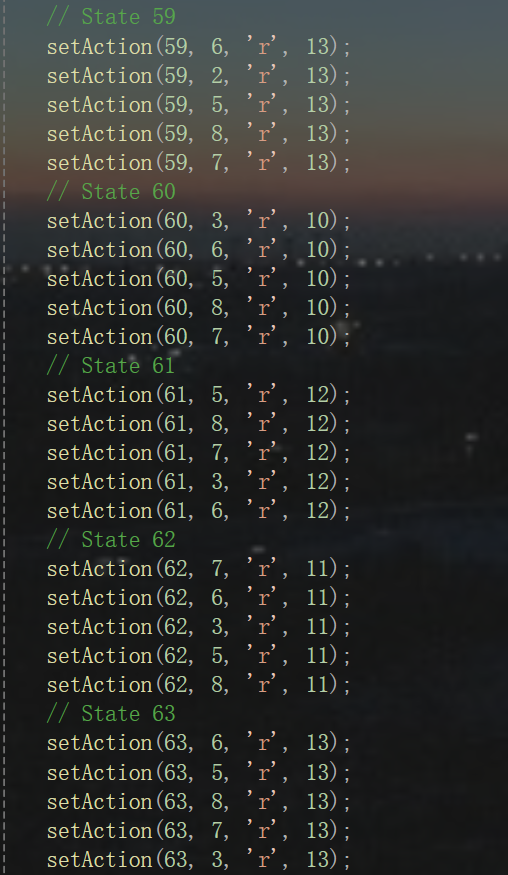 // State 59
setAction(59, 6, 'r', 13);
setAction(59, 2, 'r', 13);
setAction(59, 5, 'r', 13);
setAction(59, 8, 'r', 13);
setAction(59, 7, 'r', 13);
// State 60
setAction(60, 3, 'r', 10);
setAction(60, 6, 'r', 10);
setAction(60, 5, 'r', 10);
setAction(60, 8, 'r', 10);
setAction(60, 7, 'r', 10);
// State 61
setAction(61, 5, 'r', 12);
setAction(61, 8, 'r', 12);
setAction(61, 7, 'r', 12);
setAction(61, 3, 'r', 12);
setAction(61, 6, 'r', 12);
// State 62
setAction(62, 7, 'r', 11);
setAction(62, 6, 'r', 11);
setAction(62, 3, 'r', 11);
setAction(62, 5, 'r', 11);
setAction(62, 8, 'r', 11);
// State 63
setAction(63, 6, 'r', 13);
setAction(63, 5, 'r', 13);
setAction(63, 8, 'r', 13);
setAction(63, 7, 'r', 13);
setAction(63, 3, 'r', 13);